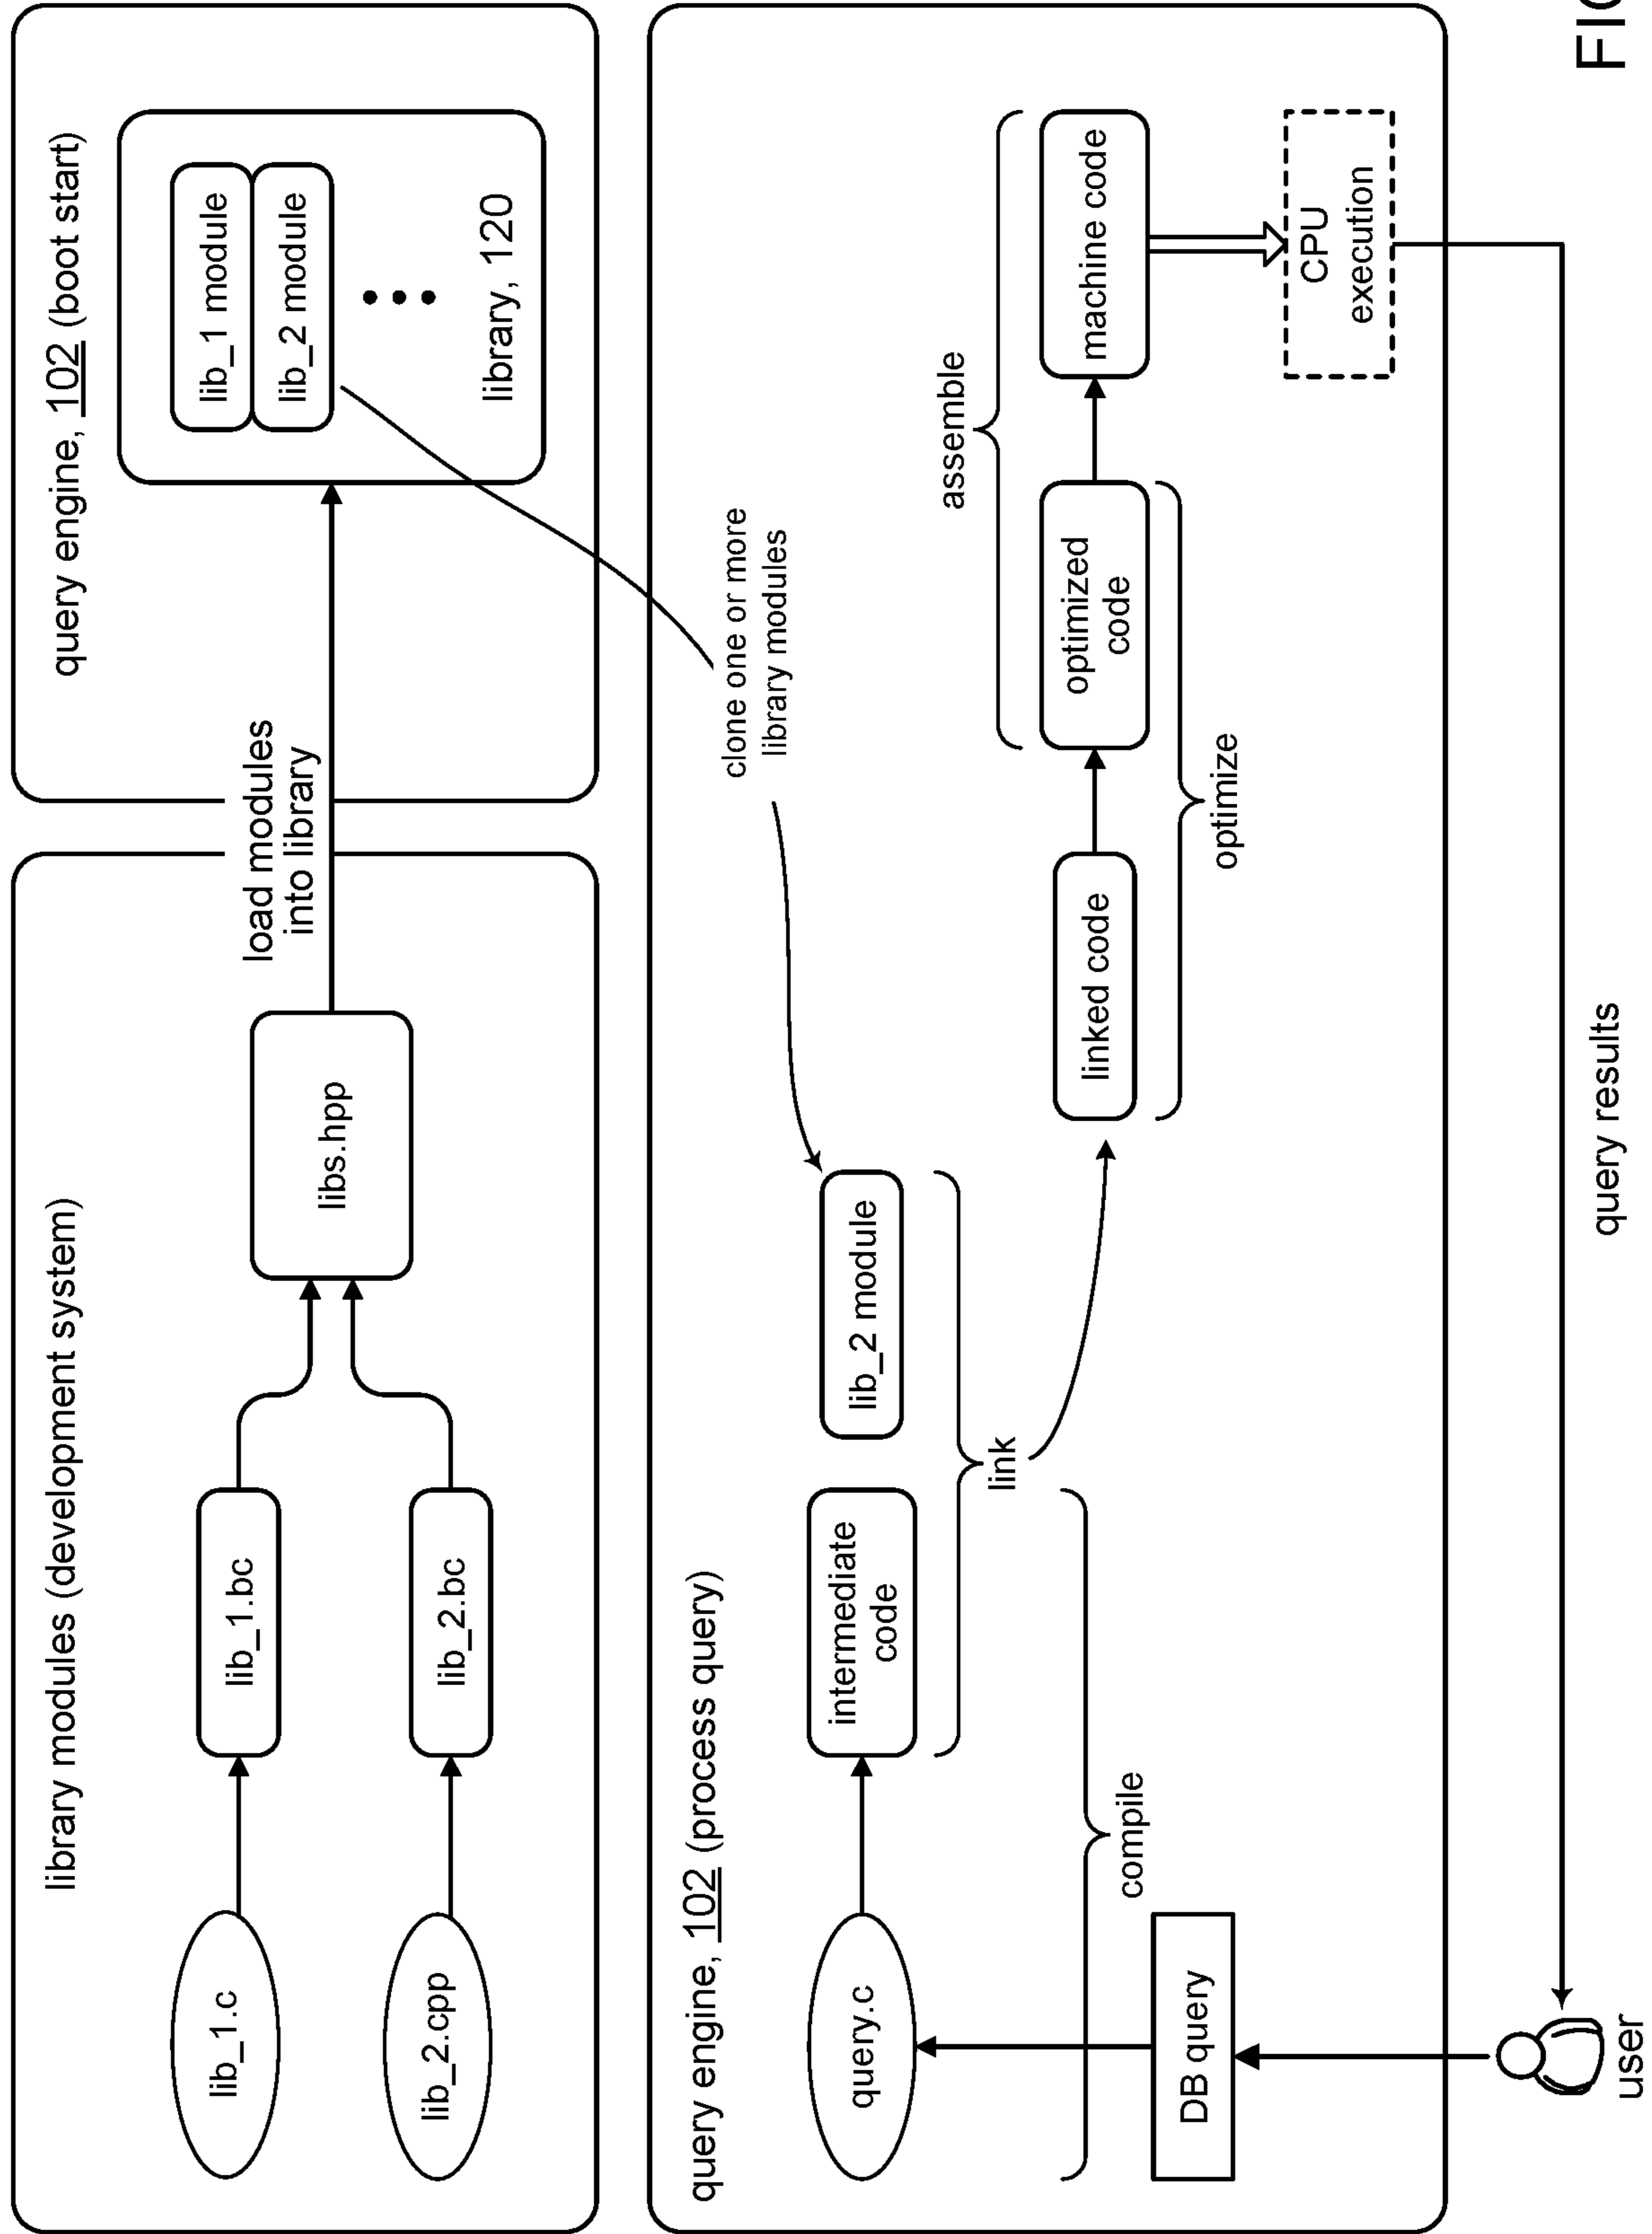 library modules (development system)
lib_1.c
lib_1.bc
lib_2.cpp
lib_2.bc
libs.hpp
load modules
into library
query engine, 102 (boot start)
lib_1 module
lib_2 module
library, 120
clone one or more
library modules
query engine, 102 (process query)
query.c
intermediate
code
lib_2 module
link
compile
DB query
linked code
optimized
code
optimize
assemble
machine code
CPU
execution
query results
user